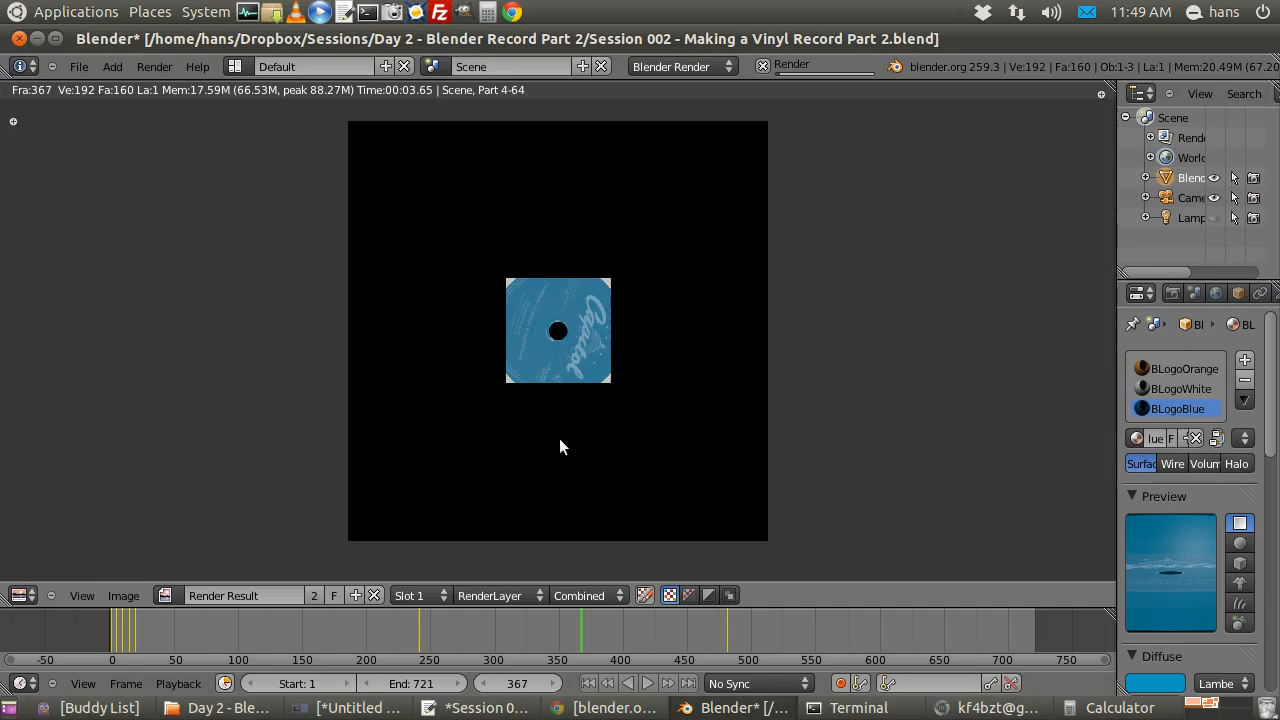 Applications Places System 11:49 AM hans
Blender* [/home/hans/Dropbox/Sessions/Day 2 - Blender Record Part 2/Session 002 - Making a Vinyl Record Part 2.blend]
File Add Render Help Default Scene Blender Render Render blender.org 259.3 | Ve:192 | Fa:160 | Ob:1-3 | La:1 | Mem:20.49M (67.20
Fra:367 Ve:192 Fa:160 La:1 Mem:17.59M (66.53M, peak 88.27M) Time:00:03.65 | Scene, Part 4-64
View Search
Scene
Rende
World
Blend
Came
Lamp
Capitol
Bl BL
BLogoOrange
BLogoWhite
BLogoBlue
lue F
Surfac Wire Volum Halo
Preview
View Image Render Result 2 F Slot 1 RenderLayer Combined
-50 0 50 100 150 200 250 300 350 400 450 500 550 600 650 700 750
Diffuse
View Frame Playback Start: 1 End: 721 367 No Sync Lambe
[Buddy List] Day 2 - Ble... [*Untitled ... *Session 0... [blender.o... Blender* [/... Terminal kf4bzt@g... Calculator